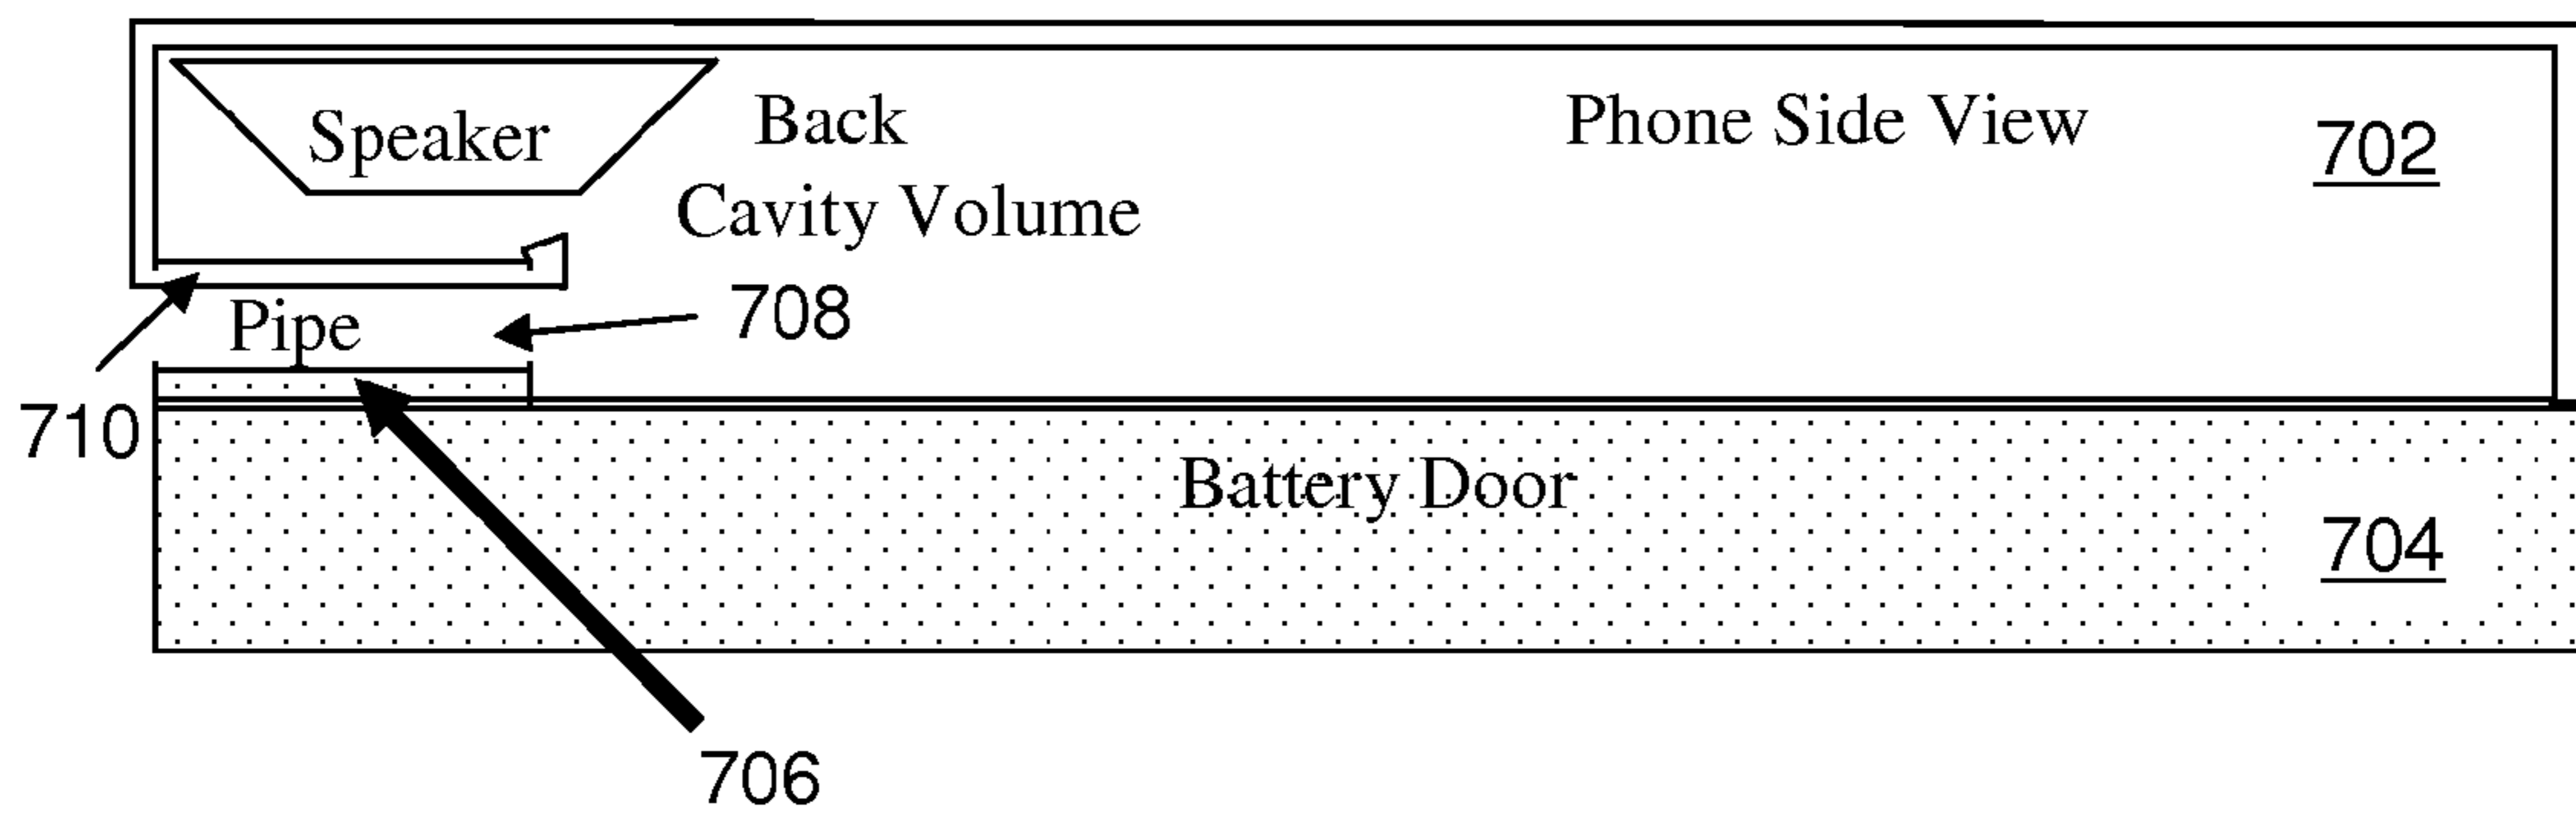 Speaker
Back
Cavity Volume
Phone Side View
702
Pipe
708
710
Battery Door
704
706